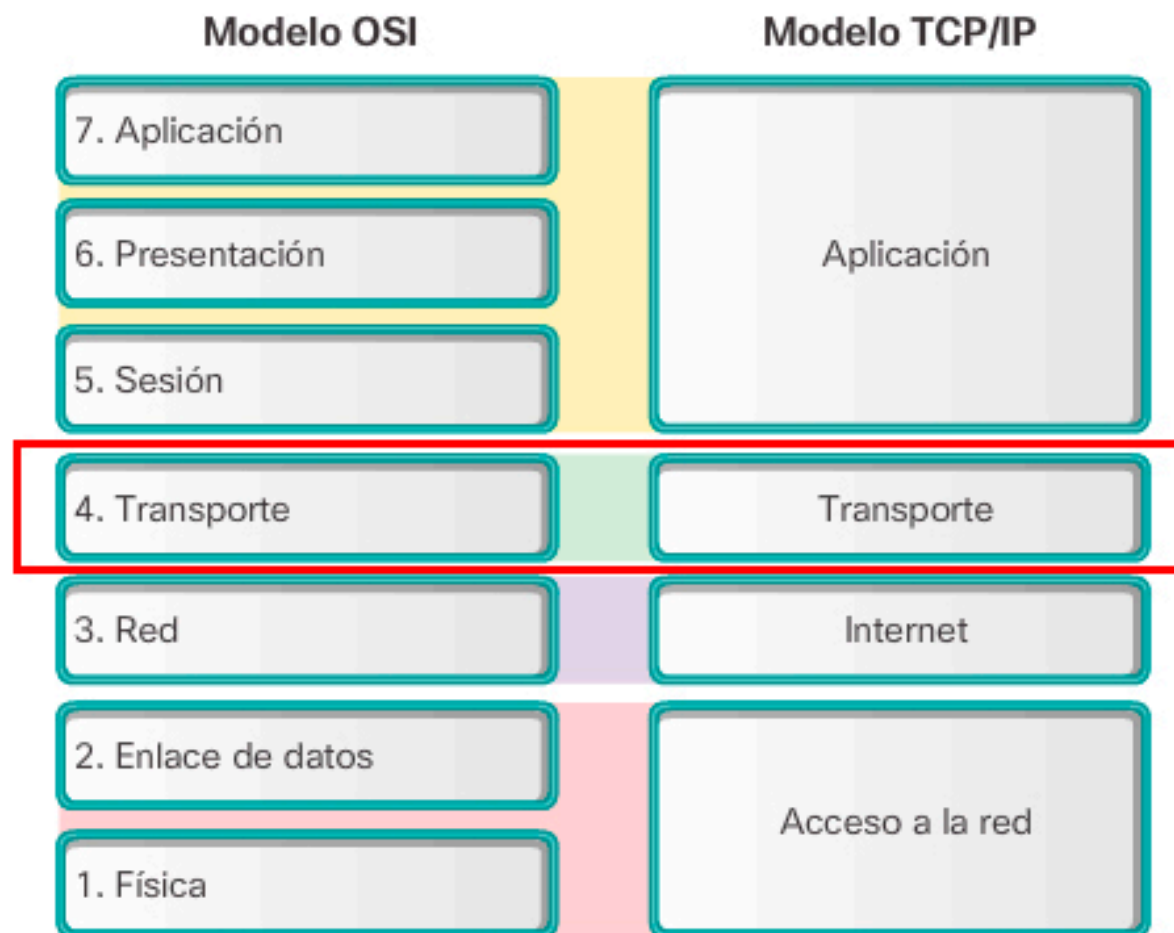 Modelo OSI
Modelo TCP/IP
7. Aplicación
6. Presentación
Aplicación
5. Sesión
4. Transporte
Transporte
3. Red
Internet
2. Enlace de datos
Acceso a la red
1. Física